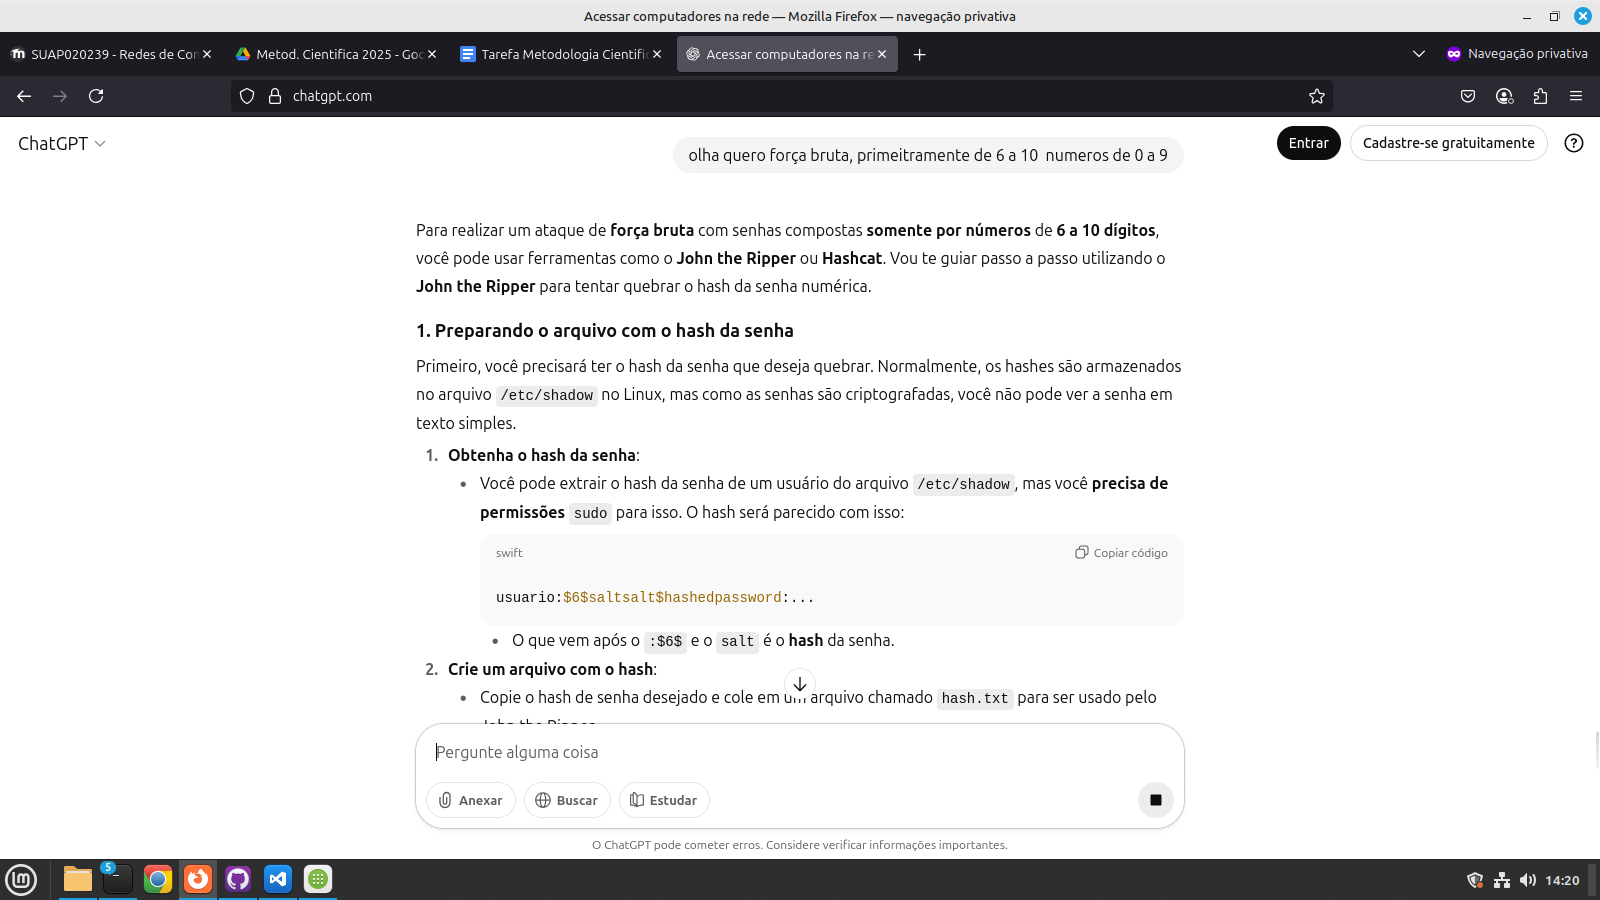 Acessar computadores na rede — Mozilla Firefox — navegação privativa
SUAP020239 - Redes de Con
Metod. Cientifica 2025 - Goo
Tarefa Metodologia Cientific
Acessar computadores na re
Navegação privativa
chatgpt.com
ChatGPT
Entrar
Cadastre-se gratuitamente
olha quero força bruta, primeitramente de 6 a 10 numeros de 0 a 9
Para realizar um ataque de força bruta com senhas compostas somente por números de 6 a 10 dígitos,
você pode usar ferramentas como o John the Ripper ou Hashcat. Vou te guiar passo a passo utilizando o
John the Ripper para tentar quebrar o hash da senha numérica.
1. Preparando o arquivo com o hash da senha
Primeiro, você precisará ter o hash da senha que deseja quebrar. Normalmente, os hashes são armazenados
no arquivo /etc/shadow no Linux, mas como as senhas são criptografadas, você não pode ver a senha em
texto simples.
1. Obtenha o hash da senha:
• Você pode extrair o hash da senha de um usuário do arquivo /etc/shadow, mas você precisa de
permissões sudo para isso. O hash será parecido com isso:
swift
Copiar código
usuario:$6$saltsalt$hashedpassword:...
• O que vem após o :$6$ e o salt é o hash da senha.
2. Crie um arquivo com o hash:
• Copie o hash de senha desejado e cole em um arquivo chamado hash.txt para ser usado pelo
John the Ripper.
Pergunte alguma coisa
Anexar
Buscar
Estudar
O ChatGPT pode cometer erros. Considere verificar informações importantes.
5
14:20